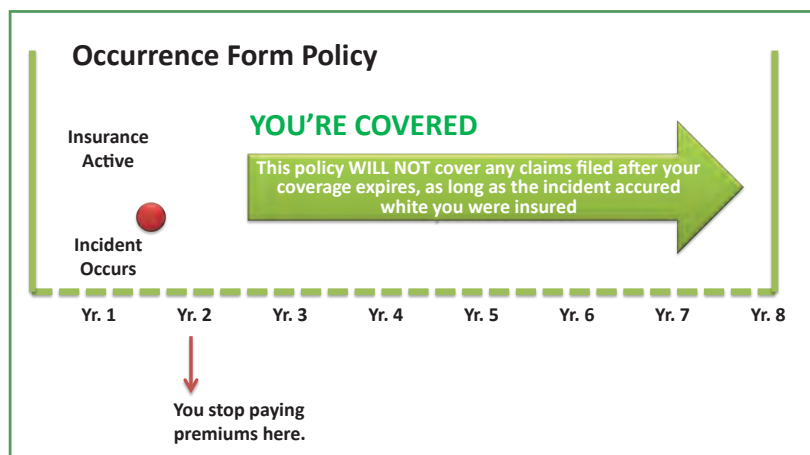 Occurrence Form Policy
YOU'RE COVERED
Insurance
Active
This policy WILL NOT cover any claims filed after your
coverage expires, as long as the incident accured
white you were insured
Incident
Occurs
Yr. 1 Yr. 2 Yr. 3 Yr. 4 Yr. 5 Yr. 6 Yr. 7 Yr. 8
You stop paying
premiums here.